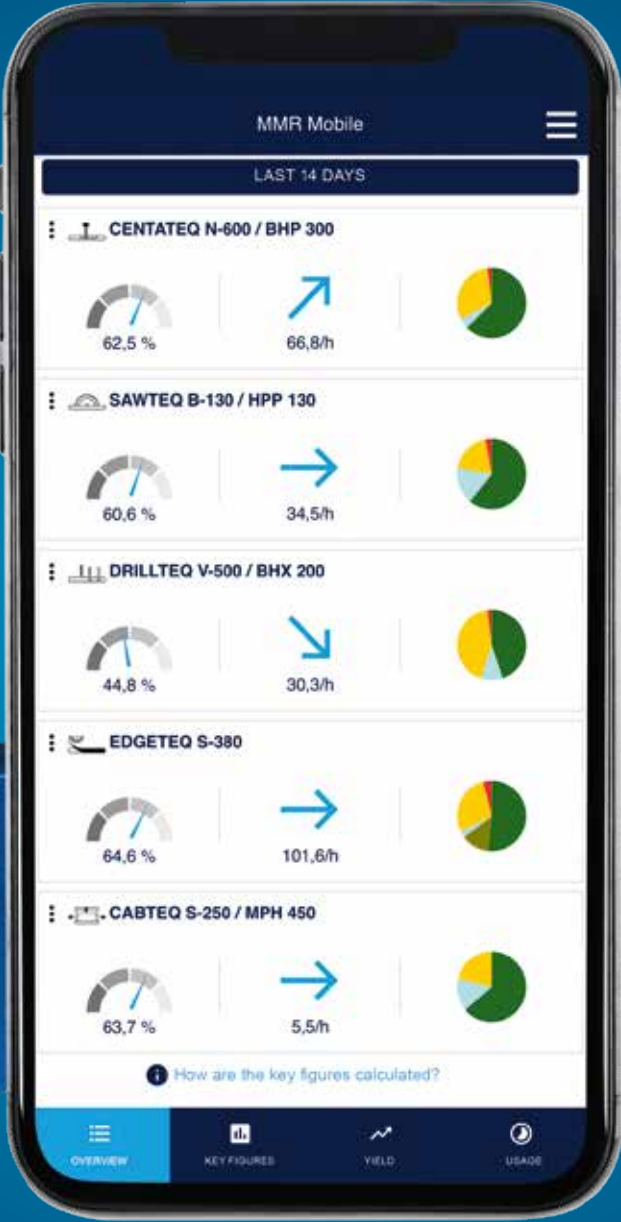 MMR Mobile
LAST 14 DAYS
CENTATEQ N-600 / BHP 300
62,5 %
66,8/h
SAWTEQ B-130 / HPP 130
60,6 %
34,5/h
DRILLTEQ V-500 / BHX 200
44,8 %
30,3/h
EDGETEQ S-380
64,6 %
101,6/h
CABTEQ S-250 / MPH 450
63,7 %
5,5/h
How are the key figures calculated?
OVERVIEW
KEY FIGURES
YIELD
USAGE